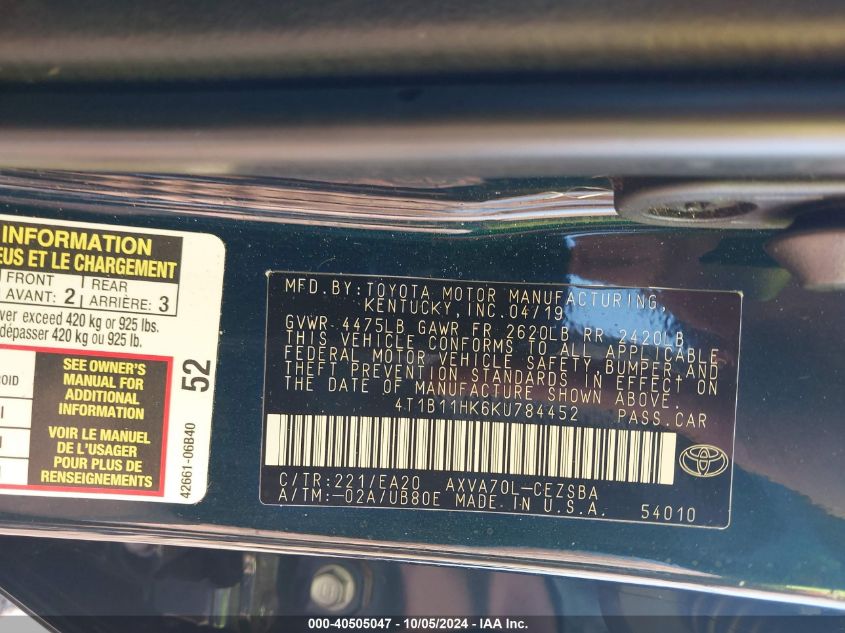 INFORMATION
EUS ET LE CHARGEMENT
FRONT
AVANT: 2
REAR
ARRIÈRE: 3
ver exceed 420 kg or 925 lbs.
dépasser 420 kg ou 925 lb.
SEE OWNER'S
MANUAL FOR
ADDITIONAL
INFORMATION
VOIR LE MANUEL
DE L'USAGER
POUR PLUS DE
RENSEIGNEMENTS
52
42661-06B40
MFD.BY:TOYOTA MOTOR MANUFACTURING,
KENTUCKY,INC.04/19
GVWR 4475LB GAWR FR 2620LB RR 2420LB
THIS VEHICLE CONFORMS TO ALL APPLICABLE
FEDERAL MOTOR VEHICLE SAFETY,BUMPER,AND
THEFT PREVENTION STANDARDS IN EFFECT ON
THE DATE OF MANUFACTURE SHOWN ABOVE.
4T1B11HK6KU784452 PASS.CAR
C/TR:221/EA20 AXVA70L-CEZSBA
A/TM:-02A/UB80E MADE IN U.S.A. 54010
000-40505047 - 10/05/2024 - IAA Inc.